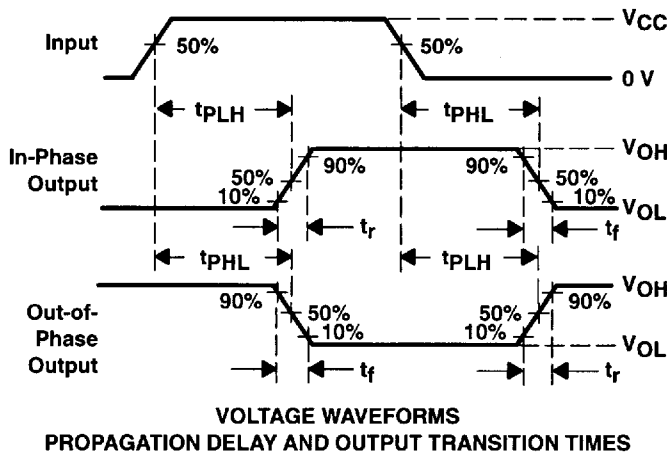 VCC
Input
50%
50%
0 V
tPLH
tPHL
In-Phase
Output
VOH
90%
90%
50%
50%
10%
10%
VOL
tr
tf
tPHL
tPLH
Out-of-
Phase
Output
VOH
90%
90%
50%
50%
10%
10%
VOL
tf
tr
VOLTAGE WAVEFORMS
PROPAGATION DELAY AND OUTPUT TRANSITION TIMES